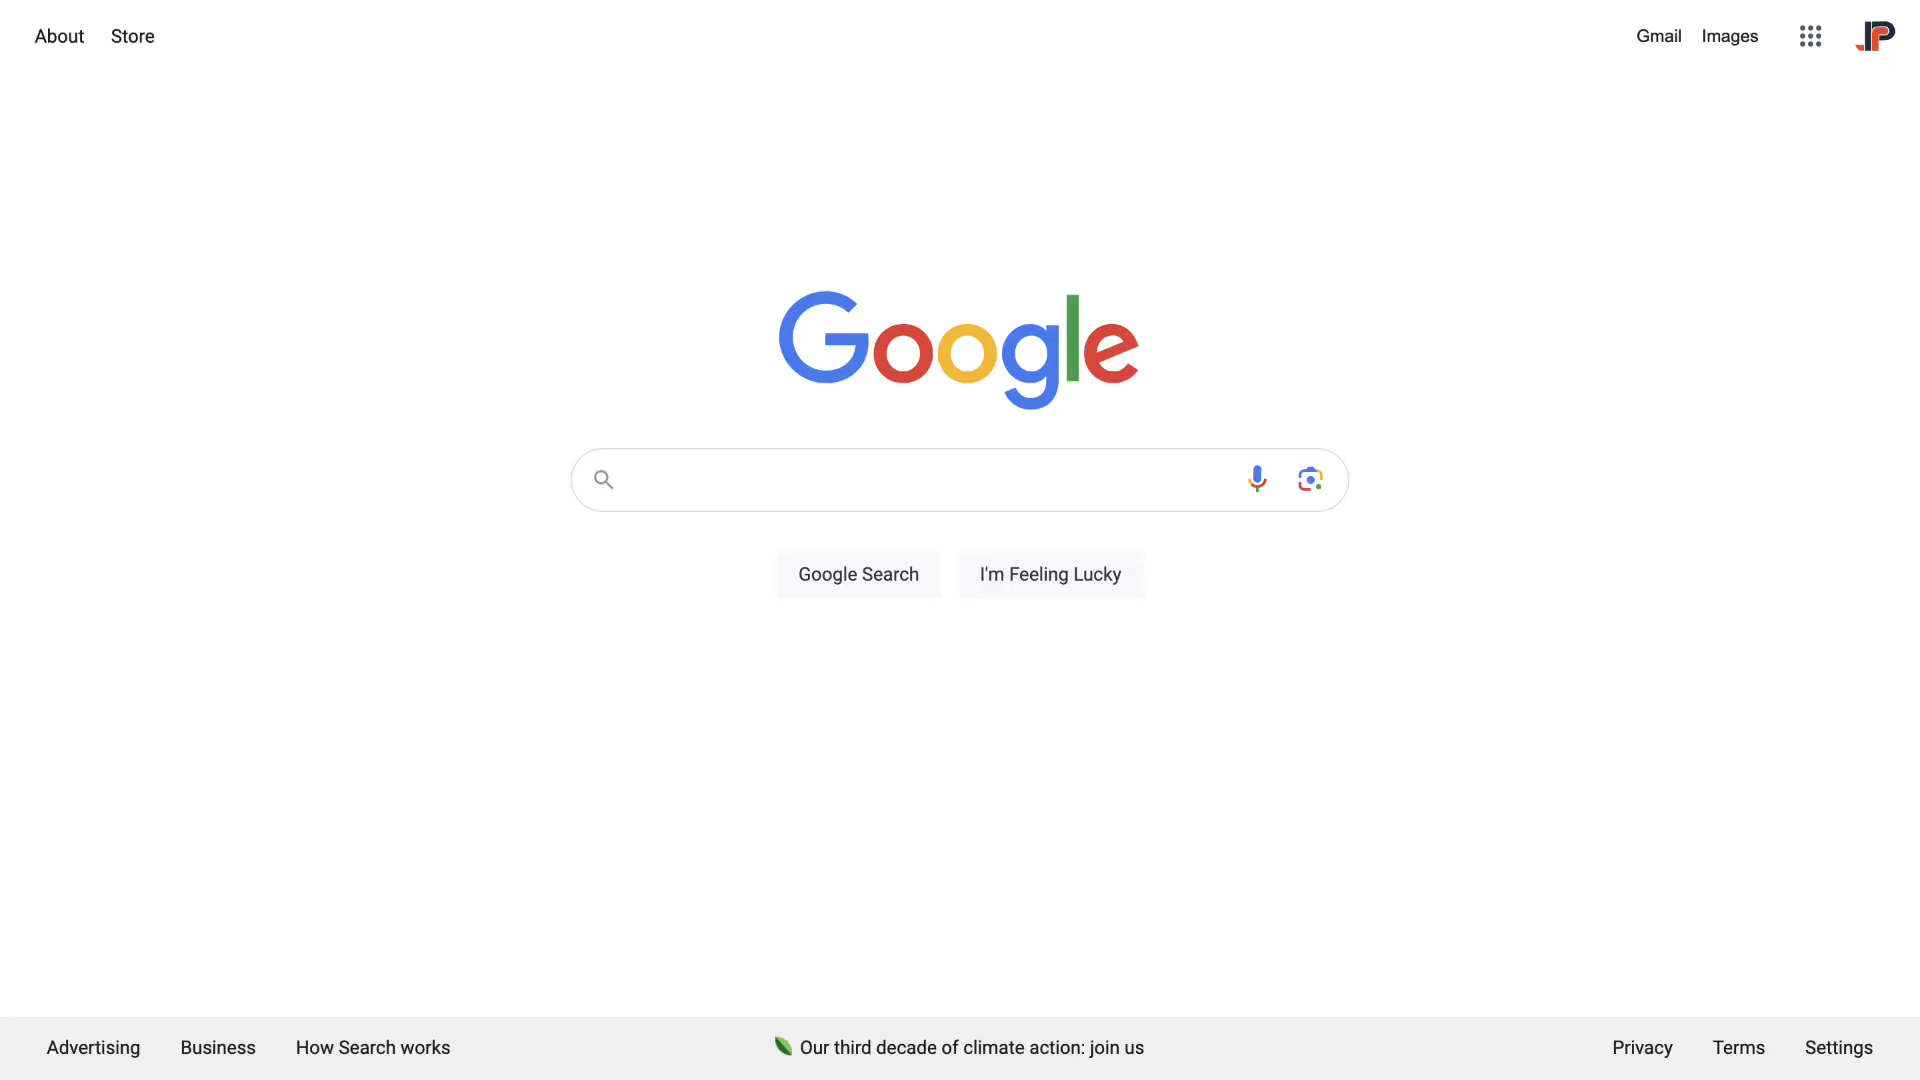 About Store Gmail Images
Google
Google Search I'm Feeling Lucky
Advertising Business How Search works Our third decade of climate action: join us Privacy Terms Settings